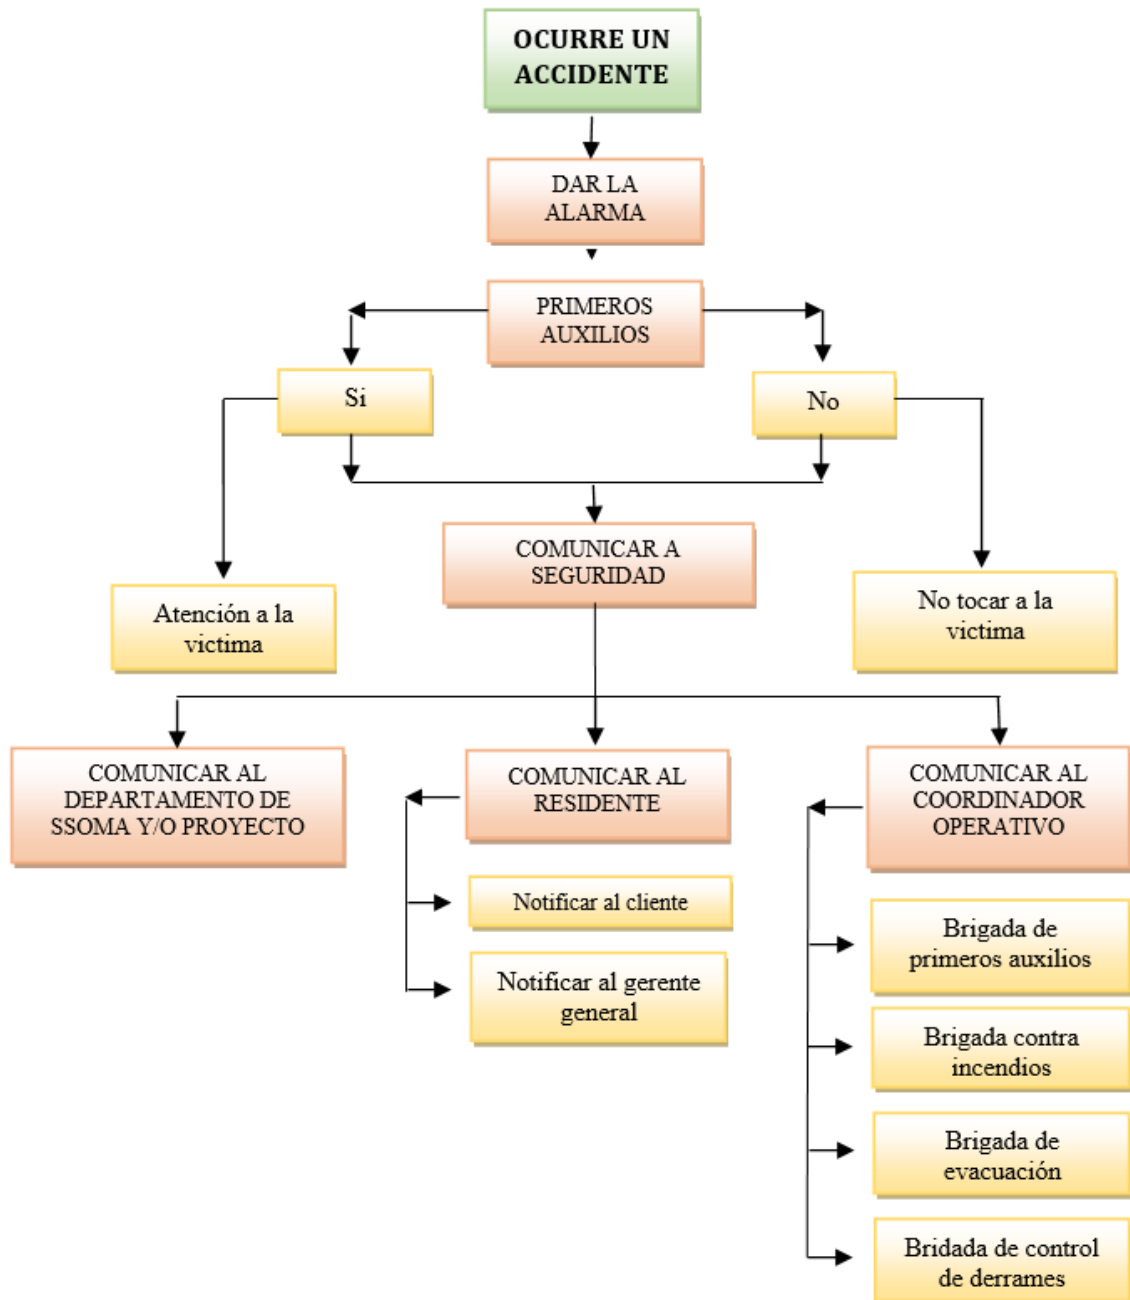 OCURRE UN
ACCIDENTE
DAR LA
ALARMA
PRIMEROS
AUXILIOS
Si
No
COMUNICAR A
SEGURIDAD
Atención a la
victima
No tocar a la
victima
COMUNICAR AL
DEPARTAMENTO DE
SSOMA Y/O PROYECTO
COMUNICAR AL
RESIDENTE
Notificar al cliente
Notificar al gerente
general
COMUNICAR AL
COORDINADOR
OPERATIVO
Brigada de
primeros auxilios
Brigada contra
incendios
Brigada de
evacuación
Bridada de control
de derrames